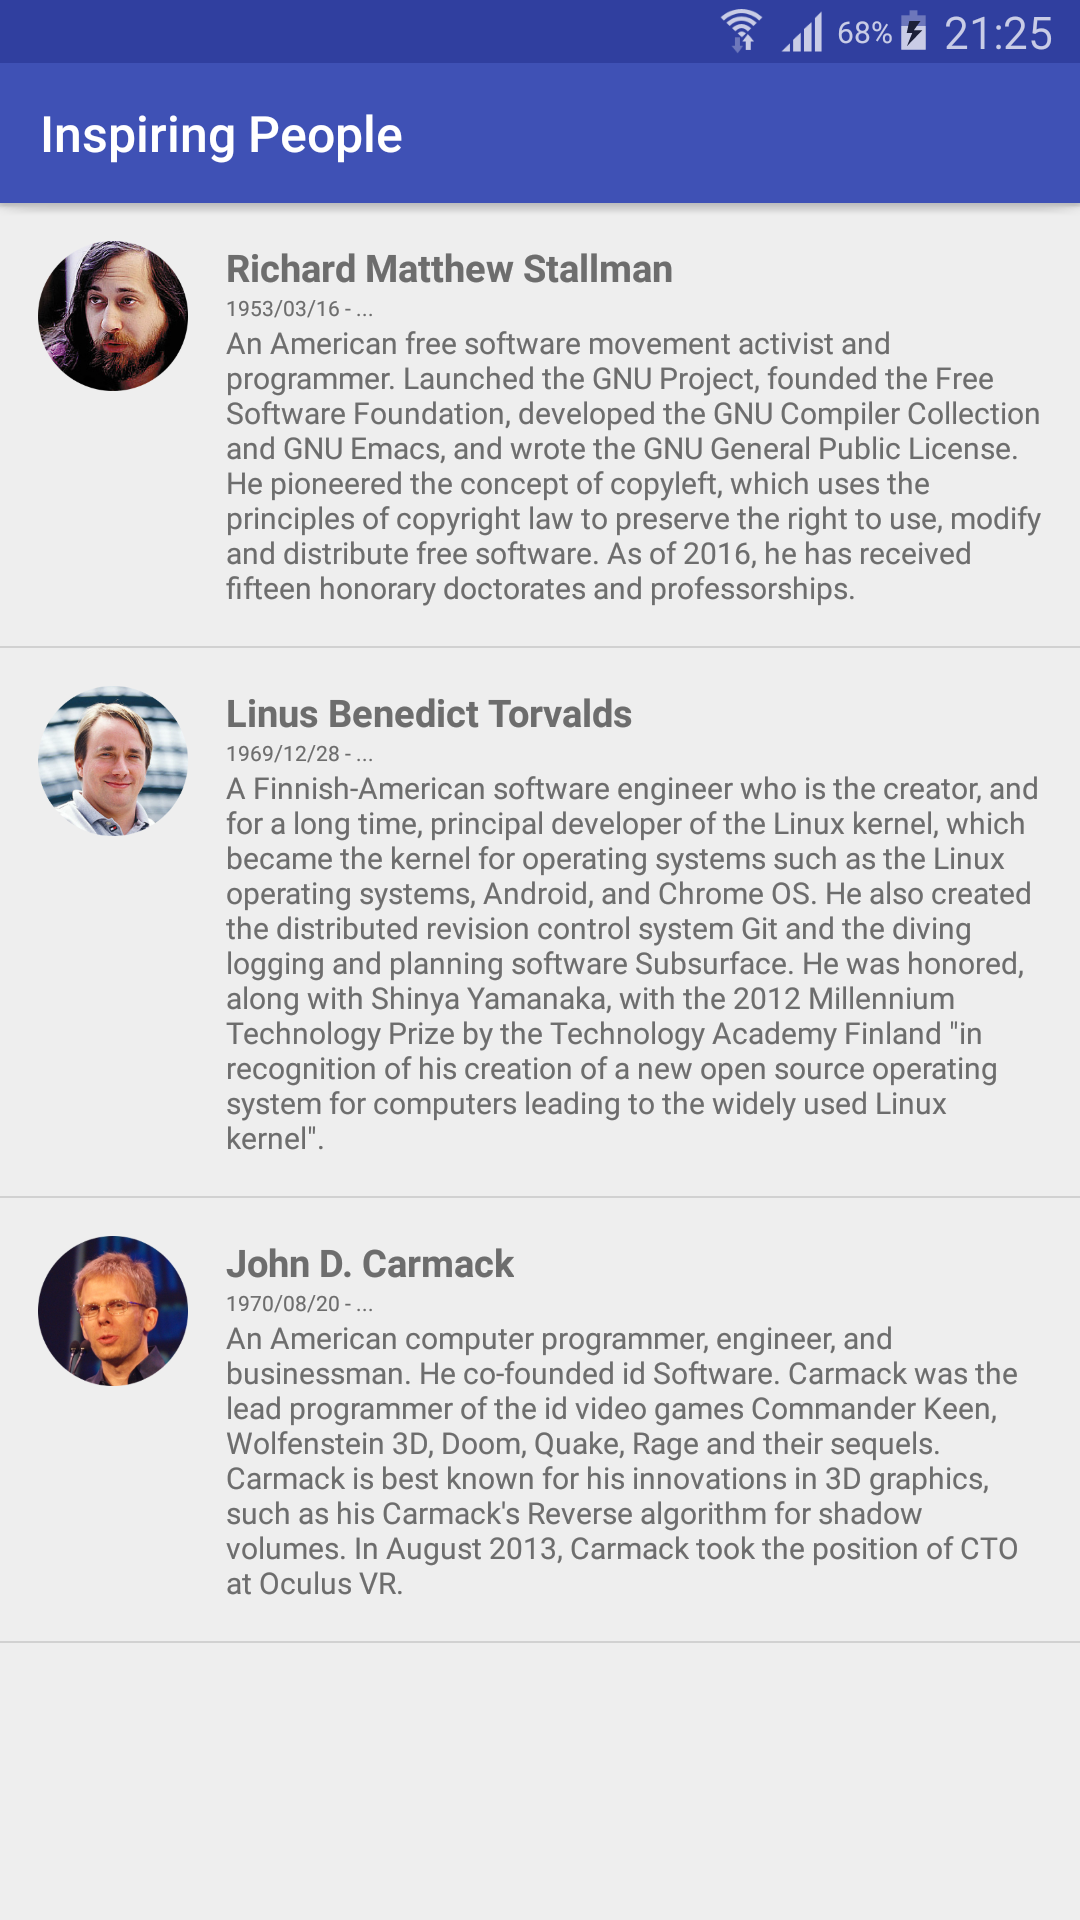 68% 21:25
Inspiring People
Richard Matthew Stallman
1953/03/16 - ...
An American free software movement activist and
programmer. Launched the GNU Project, founded the Free
Software Foundation, developed the GNU Compiler Collection
and GNU Emacs, and wrote the GNU General Public License.
He pioneered the concept of copyleft, which uses the
principles of copyright law to preserve the right to use, modify
and distribute free software. As of 2016, he has received
fifteen honorary doctorates and professorships.
Linus Benedict Torvalds
1969/12/28 - ...
A Finnish-American software engineer who is the creator, and
for a long time, principal developer of the Linux kernel, which
became the kernel for operating systems such as the Linux
operating systems, Android, and Chrome OS. He also created
the distributed revision control system Git and the diving
logging and planning software Subsurface. He was honored,
along with Shinya Yamanaka, with the 2012 Millennium
Technology Prize by the Technology Academy Finland "in
recognition of his creation of a new open source operating
system for computers leading to the widely used Linux
kernel".
John D. Carmack
1970/08/20 - ...
An American computer programmer, engineer, and
businessman. He co-founded id Software. Carmack was the
lead programmer of the id video games Commander Keen,
Wolfenstein 3D, Doom, Quake, Rage and their sequels.
Carmack is best known for his innovations in 3D graphics,
such as his Carmack's Reverse algorithm for shadow
volumes. In August 2013, Carmack took the position of CTO
at Oculus VR.